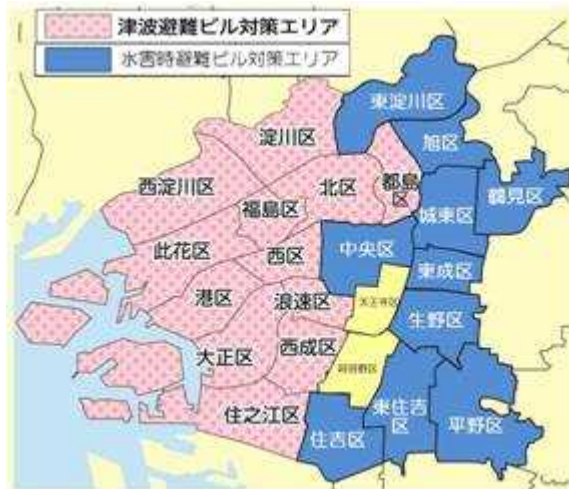 津波避難ビル対策エリア
水害時避難ビル対策エリア
東淀川区
淀川区
旭区
西淀川区
北区
都島
区
鶴見区
福島区
城東区
此花区
西区
中央区
東成区
港区
浪速区
天王寺区
生野区
大正区
西成区
阿倍野区
住之江区
住吉区
東住吉
区
平野区